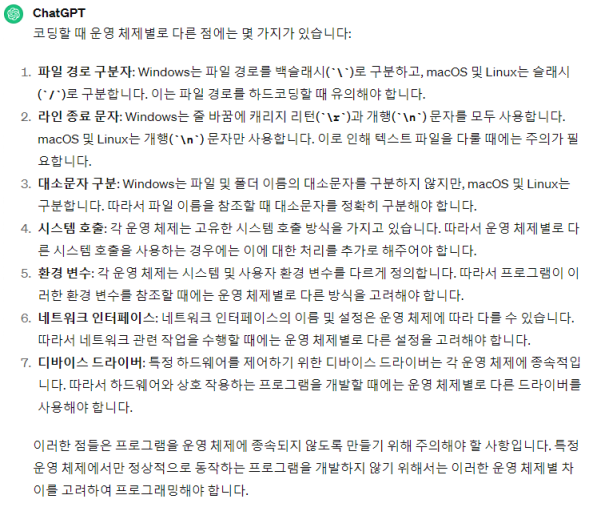 ChatGPT
코딩할 때 운영 체제별로 다른 점에는 몇 가지가 있습니다:
1. 파일 경로 구분자: Windows는 파일 경로를 백슬래시(`\`)로 구분하고, macOS 및 Linux는 슬래시
(`/`)로 구분합니다. 이는 파일 경로를 하드코딩할 때 유의해야 합니다.
2. 라인 종료 문자: Windows는 줄 바꿈에 캐리지 리턴(`\r`)과 개행(`\n`) 문자를 모두 사용합니다.
macOS 및 Linux는 개행(`\n`) 문자만 사용합니다. 이로 인해 텍스트 파일을 다룰 때에는 주의가 필
요합니다.
3. 대소문자 구분: Windows는 파일 및 폴더 이름의 대소문자를 구분하지 않지만, macOS 및 Linux는
구분합니다. 따라서 파일 이름을 참조할 때 대소문자를 정확히 구분해야 합니다.
4. 시스템 호출: 각 운영 체제는 고유한 시스템 호출 방식을 가지고 있습니다. 따라서 운영 체제별로 다
른 시스템 호출을 사용하는 경우에는 이에 대한 처리를 추가로 해주어야 합니다.
5. 환경 변수: 각 운영 체제는 시스템 및 사용자 환경 변수를 다르게 정의합니다. 따라서 프로그램이 이
러한 환경 변수를 참조할 때에는 운영 체제별로 다른 방식을 고려해야 합니다.
6. 네트워크 인터페이스: 네트워크 인터페이스의 이름 및 설정은 운영 체제에 따라 다를 수 있습니다.
따라서 네트워크 관련 작업을 수행할 때에는 운영 체제별로 다른 설정을 고려해야 합니다.
7. 디바이스 드라이버: 특정 하드웨어를 제어하기 위한 디바이스 드라이버는 각 운영 체제에 종속적입
니다. 따라서 하드웨어와 상호 작용하는 프로그램을 개발할 때에는 운영 체제별로 다른 드라이버를
사용해야 합니다.
이러한 점들은 프로그램을 운영 체제에 종속되지 않도록 만들기 위해 주의해야 할 사항입니다. 특정
운영 체제에서만 정상적으로 동작하는 프로그램을 개발하지 않기 위해서는 이러한 운영 체제별 차
이를 고려하여 프로그래밍해야 합니다.